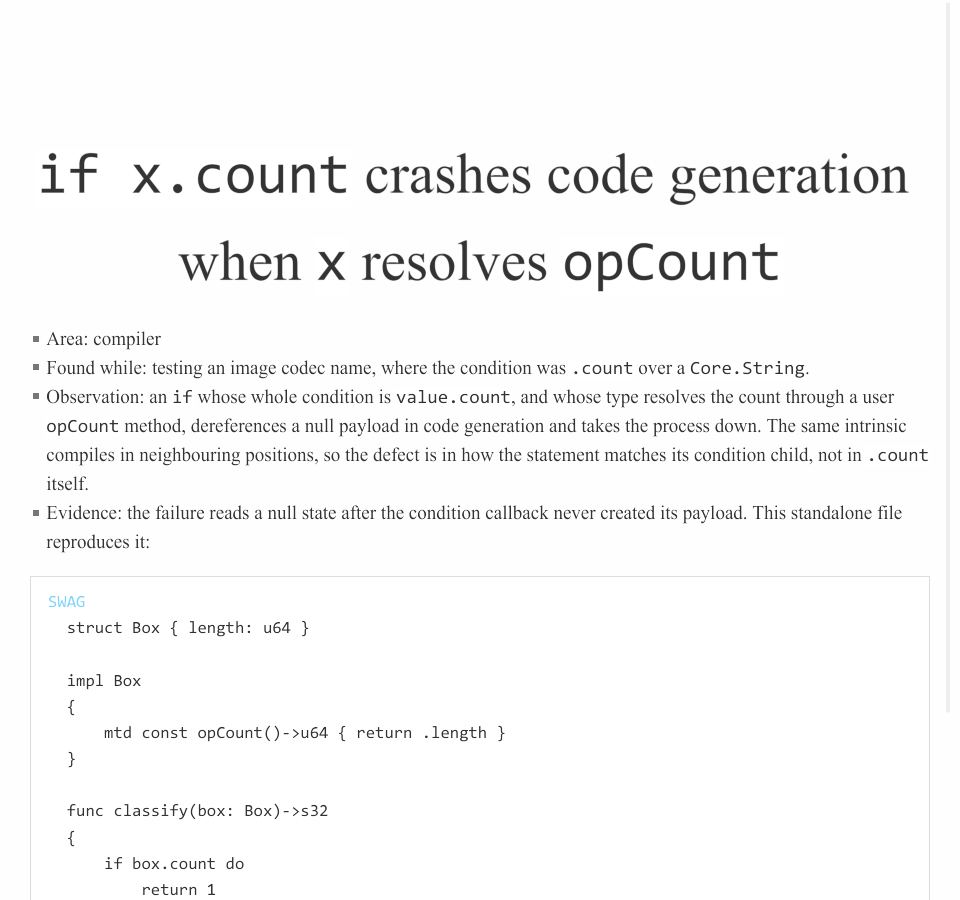 if x.count crashes code generation
when x resolves opCount
▪ Area: compiler
▪ Found while: testing an image codec name, where the condition was .count over a Core.String.
▪ Observation: an if whose whole condition is value.count, and whose type resolves the count through a user
opCount method, dereferences a null payload in code generation and takes the process down. The same intrinsic
compiles in neighbouring positions, so the defect is in how the statement matches its condition child, not in .count
itself.
▪ Evidence: the failure reads a null state after the condition callback never created its payload. This standalone file
reproduces it:
SWAG
struct Box { length: u64 }
impl Box
{
    mtd const opCount()->u64 { return .length }
}
func classify(box: Box)->s32
{
    if box.count do
        return 1